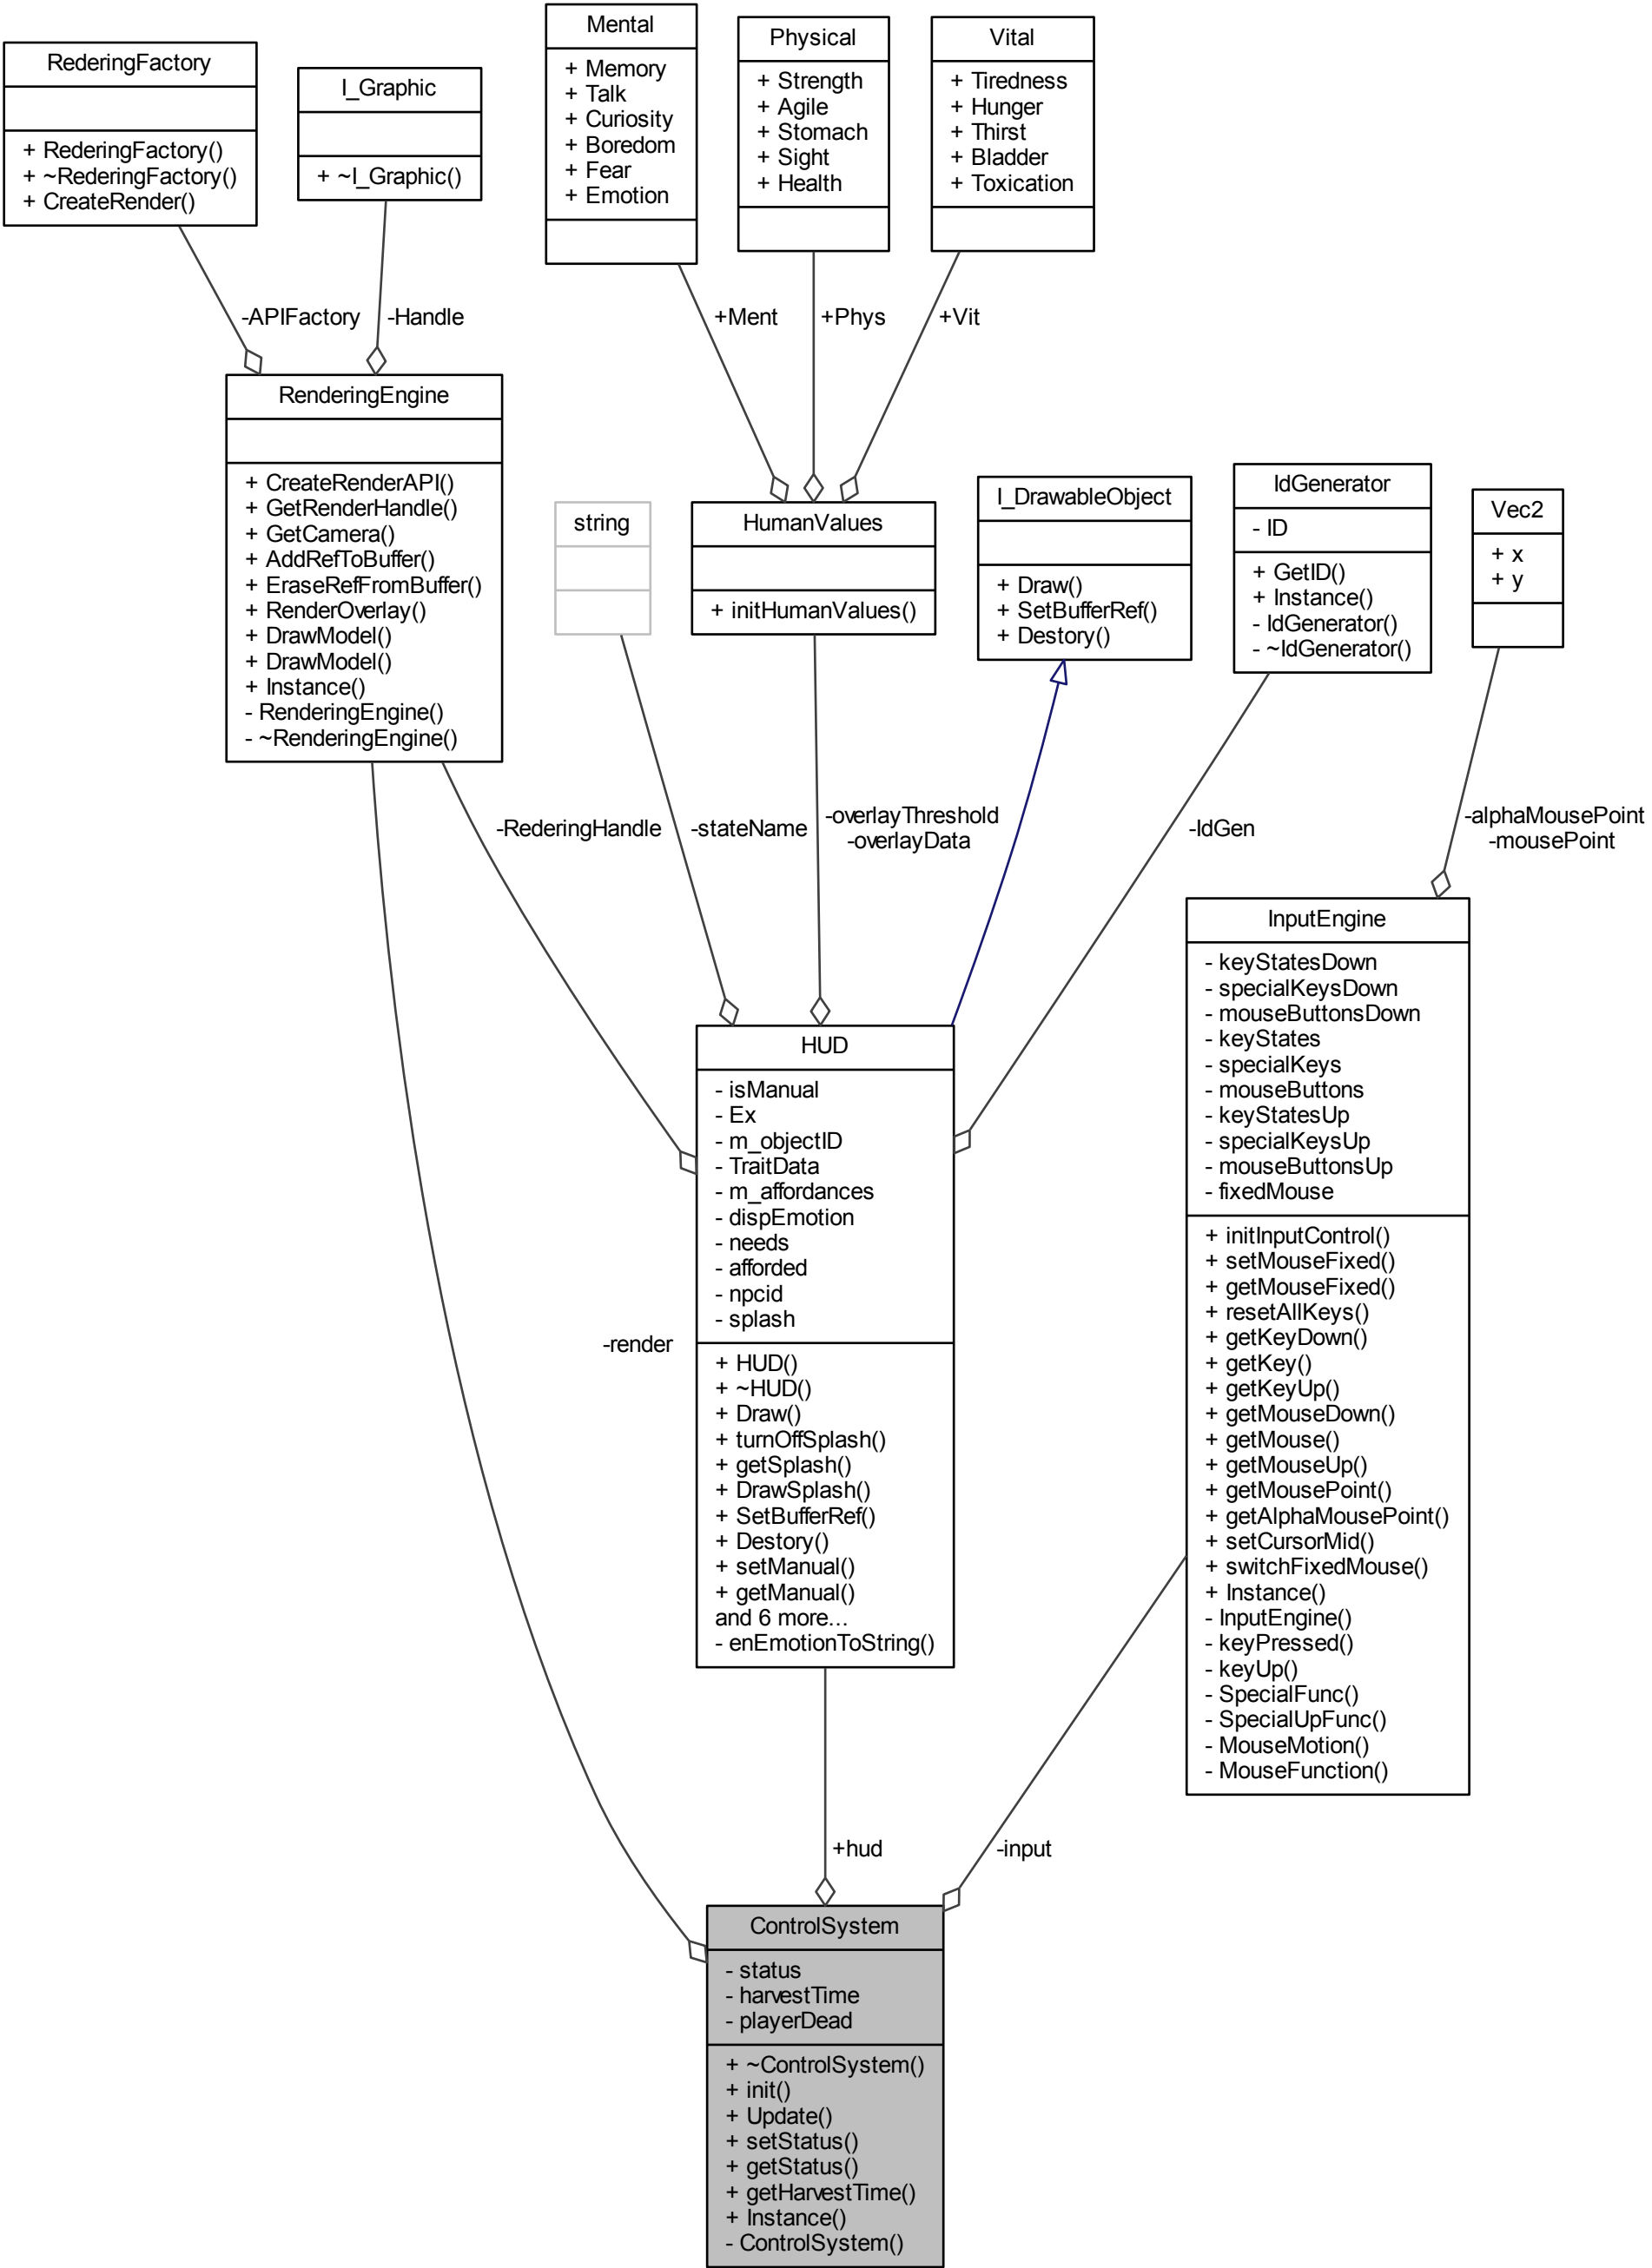 Mental
+ Memory
+ Talk
+ Curiosity
+ Boredom
+ Fear
+ Emotion
Physical
+ Strength
+ Agile
+ Stomach
+ Sight
+ Health
Vital
+ Tiredness
+ Hunger
+ Thirst
+ Bladder
+ Toxication
RederingFactory
+ RederingFactory()
+ ~RederingFactory()
+ CreateRender()
I_Graphic
+ ~I_Graphic()
-APIFactory
-Handle
+Ment
+Phys
+Vit
RenderingEngine
+ CreateRenderAPI()
+ GetRenderHandle()
+ GetCamera()
+ AddRefToBuffer()
+ EraseRefFromBuffer()
+ RenderOverlay()
+ DrawModel()
+ DrawModel()
+ Instance()
- RenderingEngine()
- ~RenderingEngine()
string
HumanValues
+ initHumanValues()
I_DrawableObject
+ Draw()
+ SetBufferRef()
+ Destory()
IdGenerator
- ID
+ GetID()
+ Instance()
- IdGenerator()
- ~IdGenerator()
Vec2
+ x
+ y
-RederingHandle
-stateName
-overlayThreshold
-overlayData
-IdGen
-alphaMousePoint
-mousePoint
InputEngine
- keyStatesDown
- specialKeysDown
- mouseButtonsDown
- keyStates
- specialKeys
- mouseButtons
- keyStatesUp
- specialKeysUp
- mouseButtonsUp
- fixedMouse
+ initInputControl()
+ setMouseFixed()
+ getMouseFixed()
+ resetAllKeys()
+ getKeyDown()
+ getKey()
+ getKeyUp()
+ getMouseDown()
+ getMouse()
+ getMouseUp()
+ getMousePoint()
+ getAlphaMousePoint()
+ setCursorMid()
+ switchFixedMouse()
+ Instance()
- InputEngine()
- keyPressed()
- keyUp()
- SpecialFunc()
- SpecialUpFunc()
- MouseMotion()
- MouseFunction()
HUD
- isManual
- Ex
- m_objectID
- TraitData
- m_affordances
- dispEmotion
- needs
- afforded
- npcid
- splash
+ HUD()
+ ~HUD()
+ Draw()
+ turnOffSplash()
+ getSplash()
+ DrawSplash()
+ SetBufferRef()
+ Destory()
+ setManual()
+ getManual()
and 6 more...
- enEmotionToString()
-render
+hud
-input
ControlSystem
- status
- harvestTime
- playerDead
+ ~ControlSystem()
+ init()
+ Update()
+ setStatus()
+ getStatus()
+ getHarvestTime()
+ Instance()
- ControlSystem()